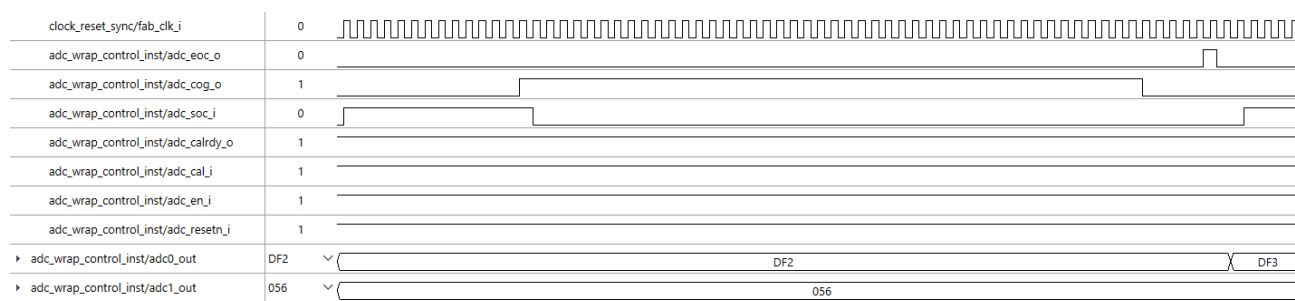 clock_reset_sync/fab_clk_i 0
adc_wrap_control_inst/adc_eoc_o 0
adc_wrap_control_inst/adc_cog_o 1
adc_wrap_control_inst/adc_soc_i 0
adc_wrap_control_inst/adc_calrdy_o 1
adc_wrap_control_inst/adc_cal_i 1
adc_wrap_control_inst/adc_en_i 1
adc_wrap_control_inst/adc_resetn_i 1
adc_wrap_control_inst/adc0_out DF2 DF2 DF3
adc_wrap_control_inst/adc1_out 056 056